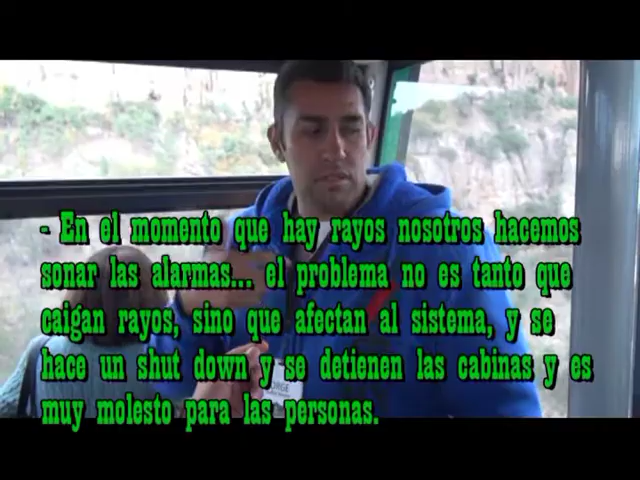 - En el momento que hay rayos nosotros hacemos
sonar las alarmas... el problema no es tanto que
caigan rayos, sino que afectan al sistema, y se
hace un shut down y se detienen las cabinas y es
muy molesto para las personas.